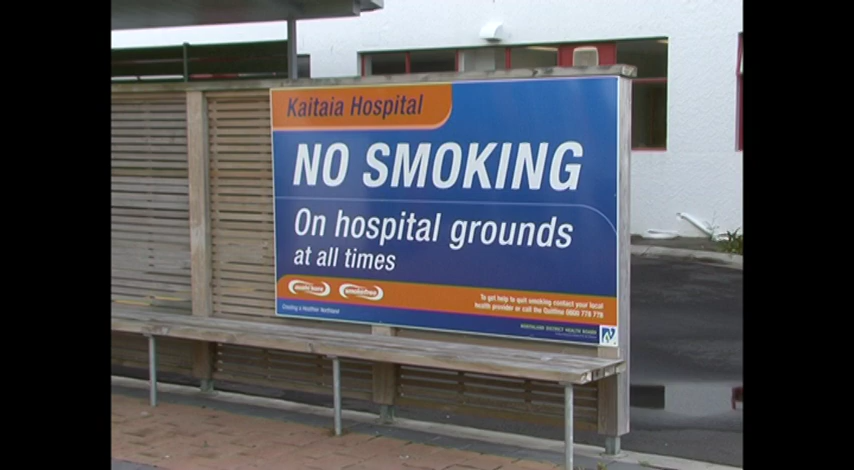 Kaitaia Hospital
NO SMOKING
On hospital grounds
at all times
smokefree
To get help to quit smoking contact your local
health provider or call the Quitline 0800 778 778
Creating a Healthier Northland
NORTHLAND DISTRICT HEALTH BOARD